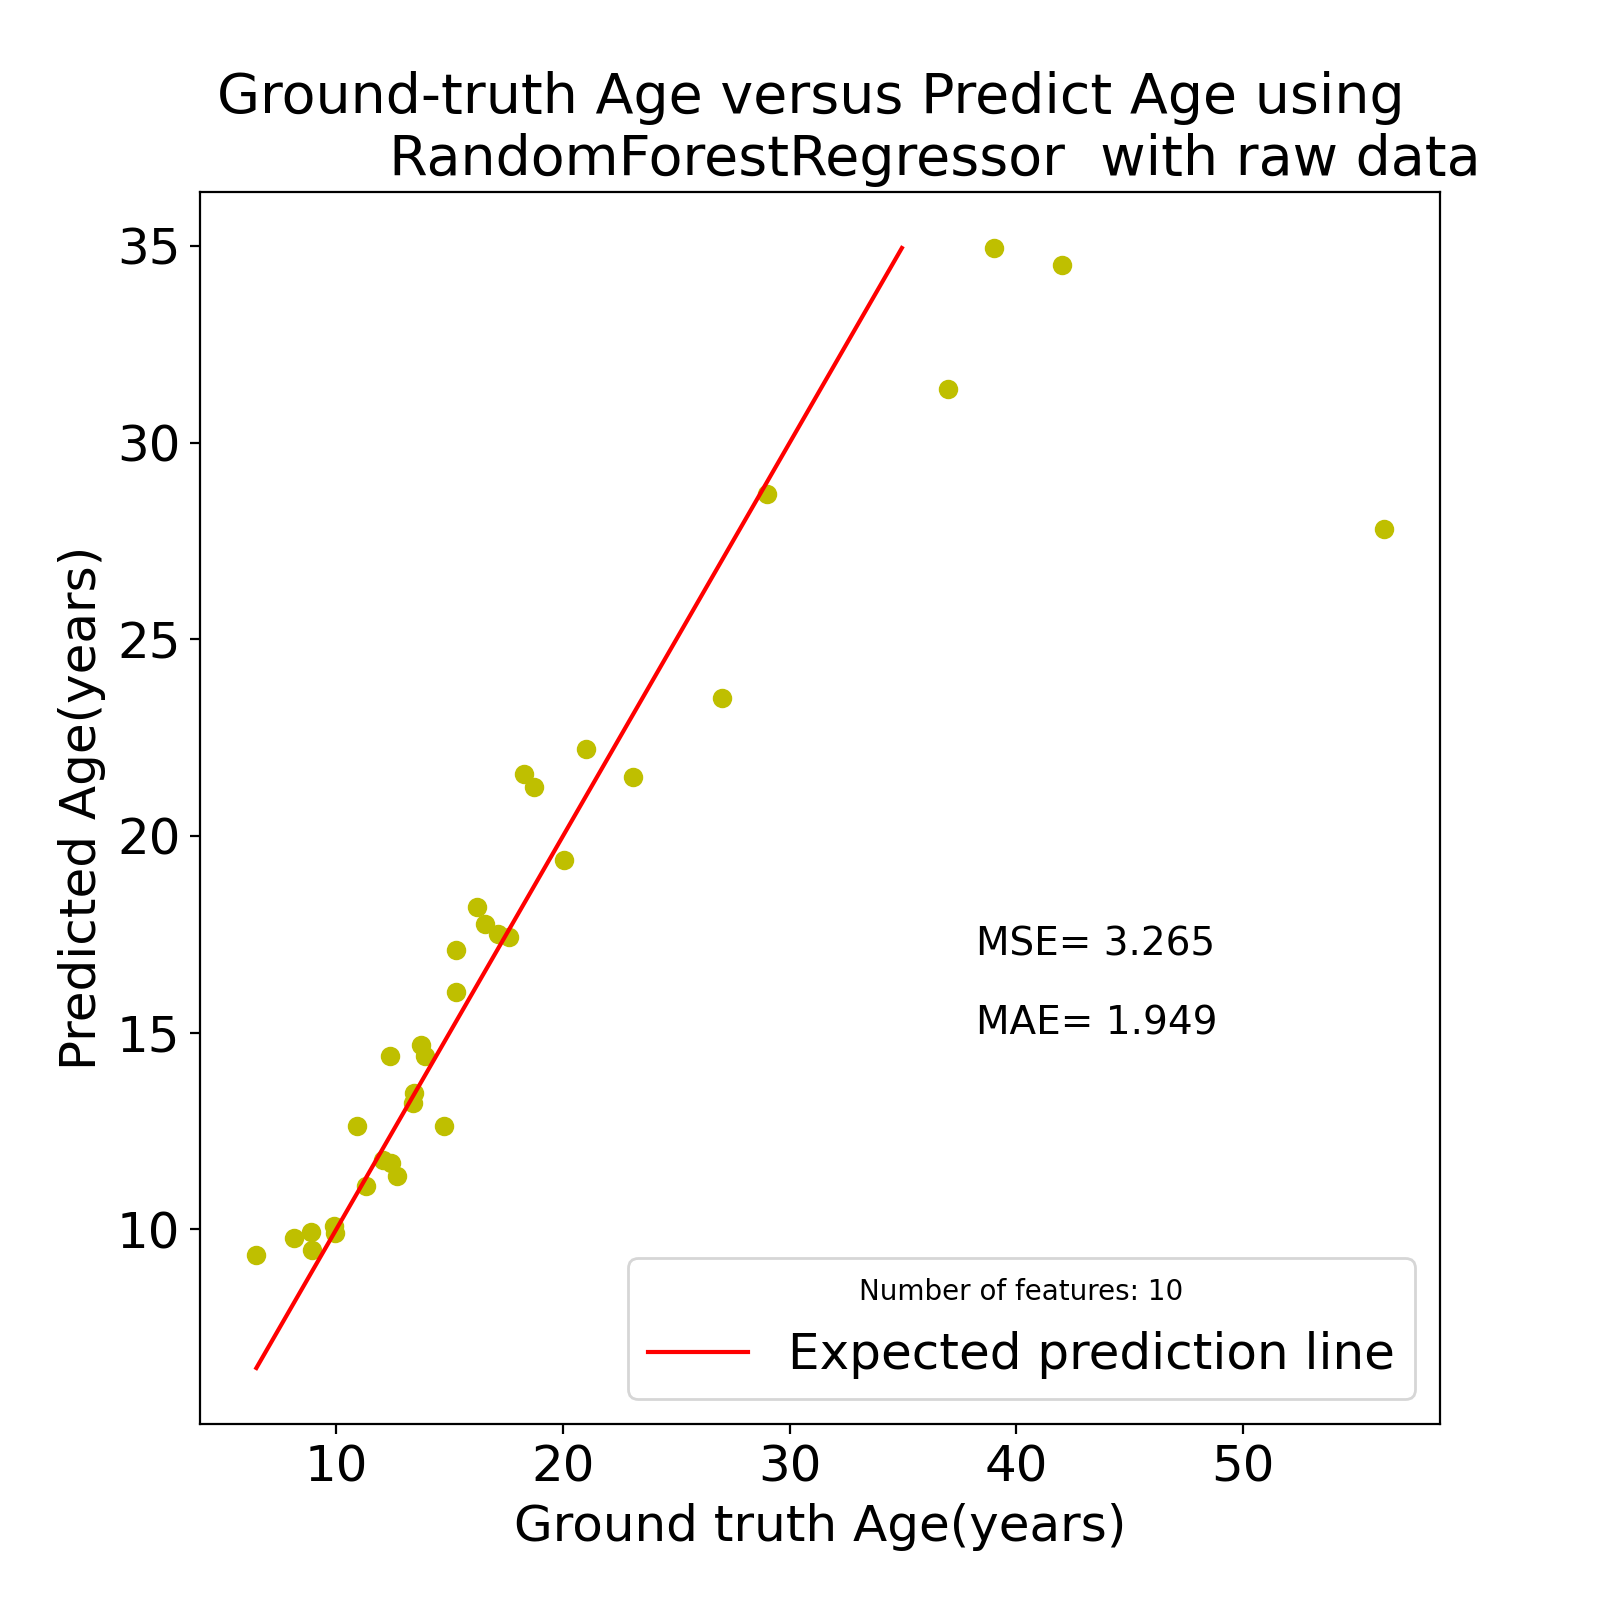 Ground-truth Age versus Predict Age using
RandomForestRegressor  with raw data
35
30
25
20
15
10
Predicted Age(years)
MSE= 3.265
MAE= 1.949
Number of features: 10
Expected prediction line
10 20 30 40 50
Ground truth Age(years)